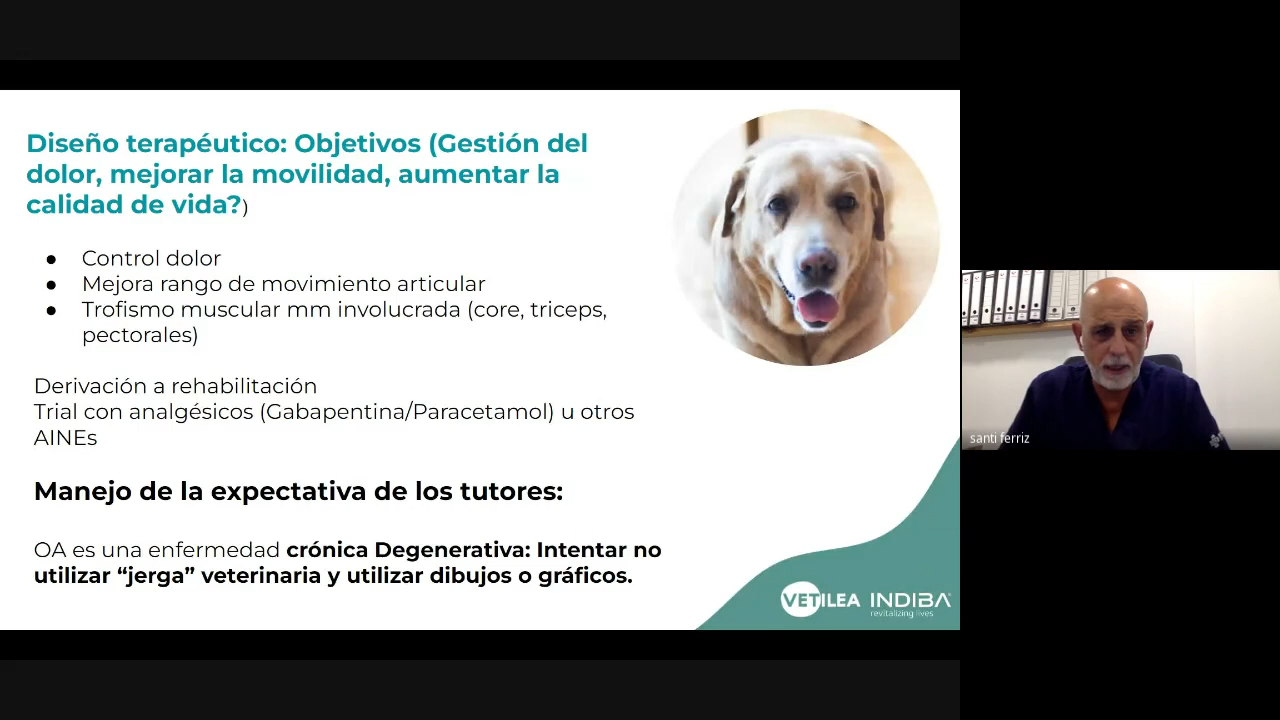 Diseño terapéutico: Objetivos (Gestión del
dolor, mejorar la movilidad, aumentar la
calidad de vida?)
● Control dolor
● Mejora rango de movimiento articular
● Trofismo muscular mm involucrada (core, triceps,
pectorales)
Derivación a rehabilitación
Trial con analgésicos (Gabapentina/Paracetamol) u otros
AINEs
Manejo de la expectativa de los tutores:
OA es una enfermedad crónica Degenerativa: Intentar no
utilizar “jerga” veterinaria y utilizar dibujos o gráficos.
VETILEA INDIBA®
revitalizing lives
santi ferriz